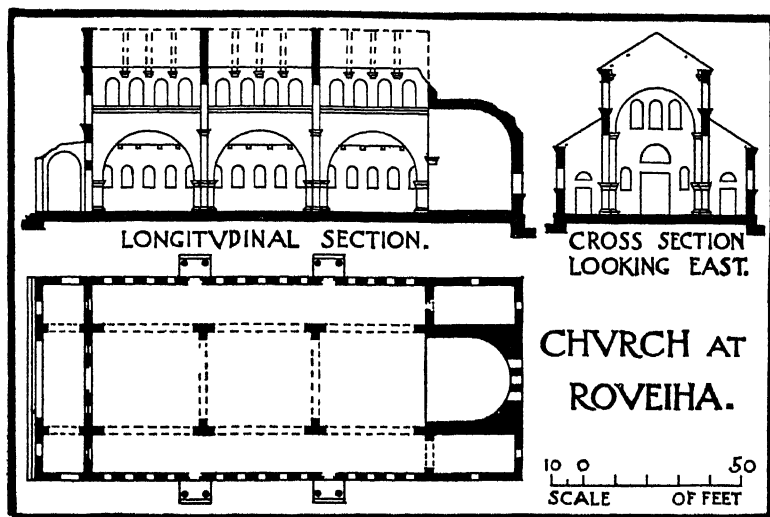 LONGITVDINAL SECTION.
CROSS SECTION
LOOKING EAST.
CHVRCH AT
ROVEIHA.
10 0 50
SCALE OF FEET